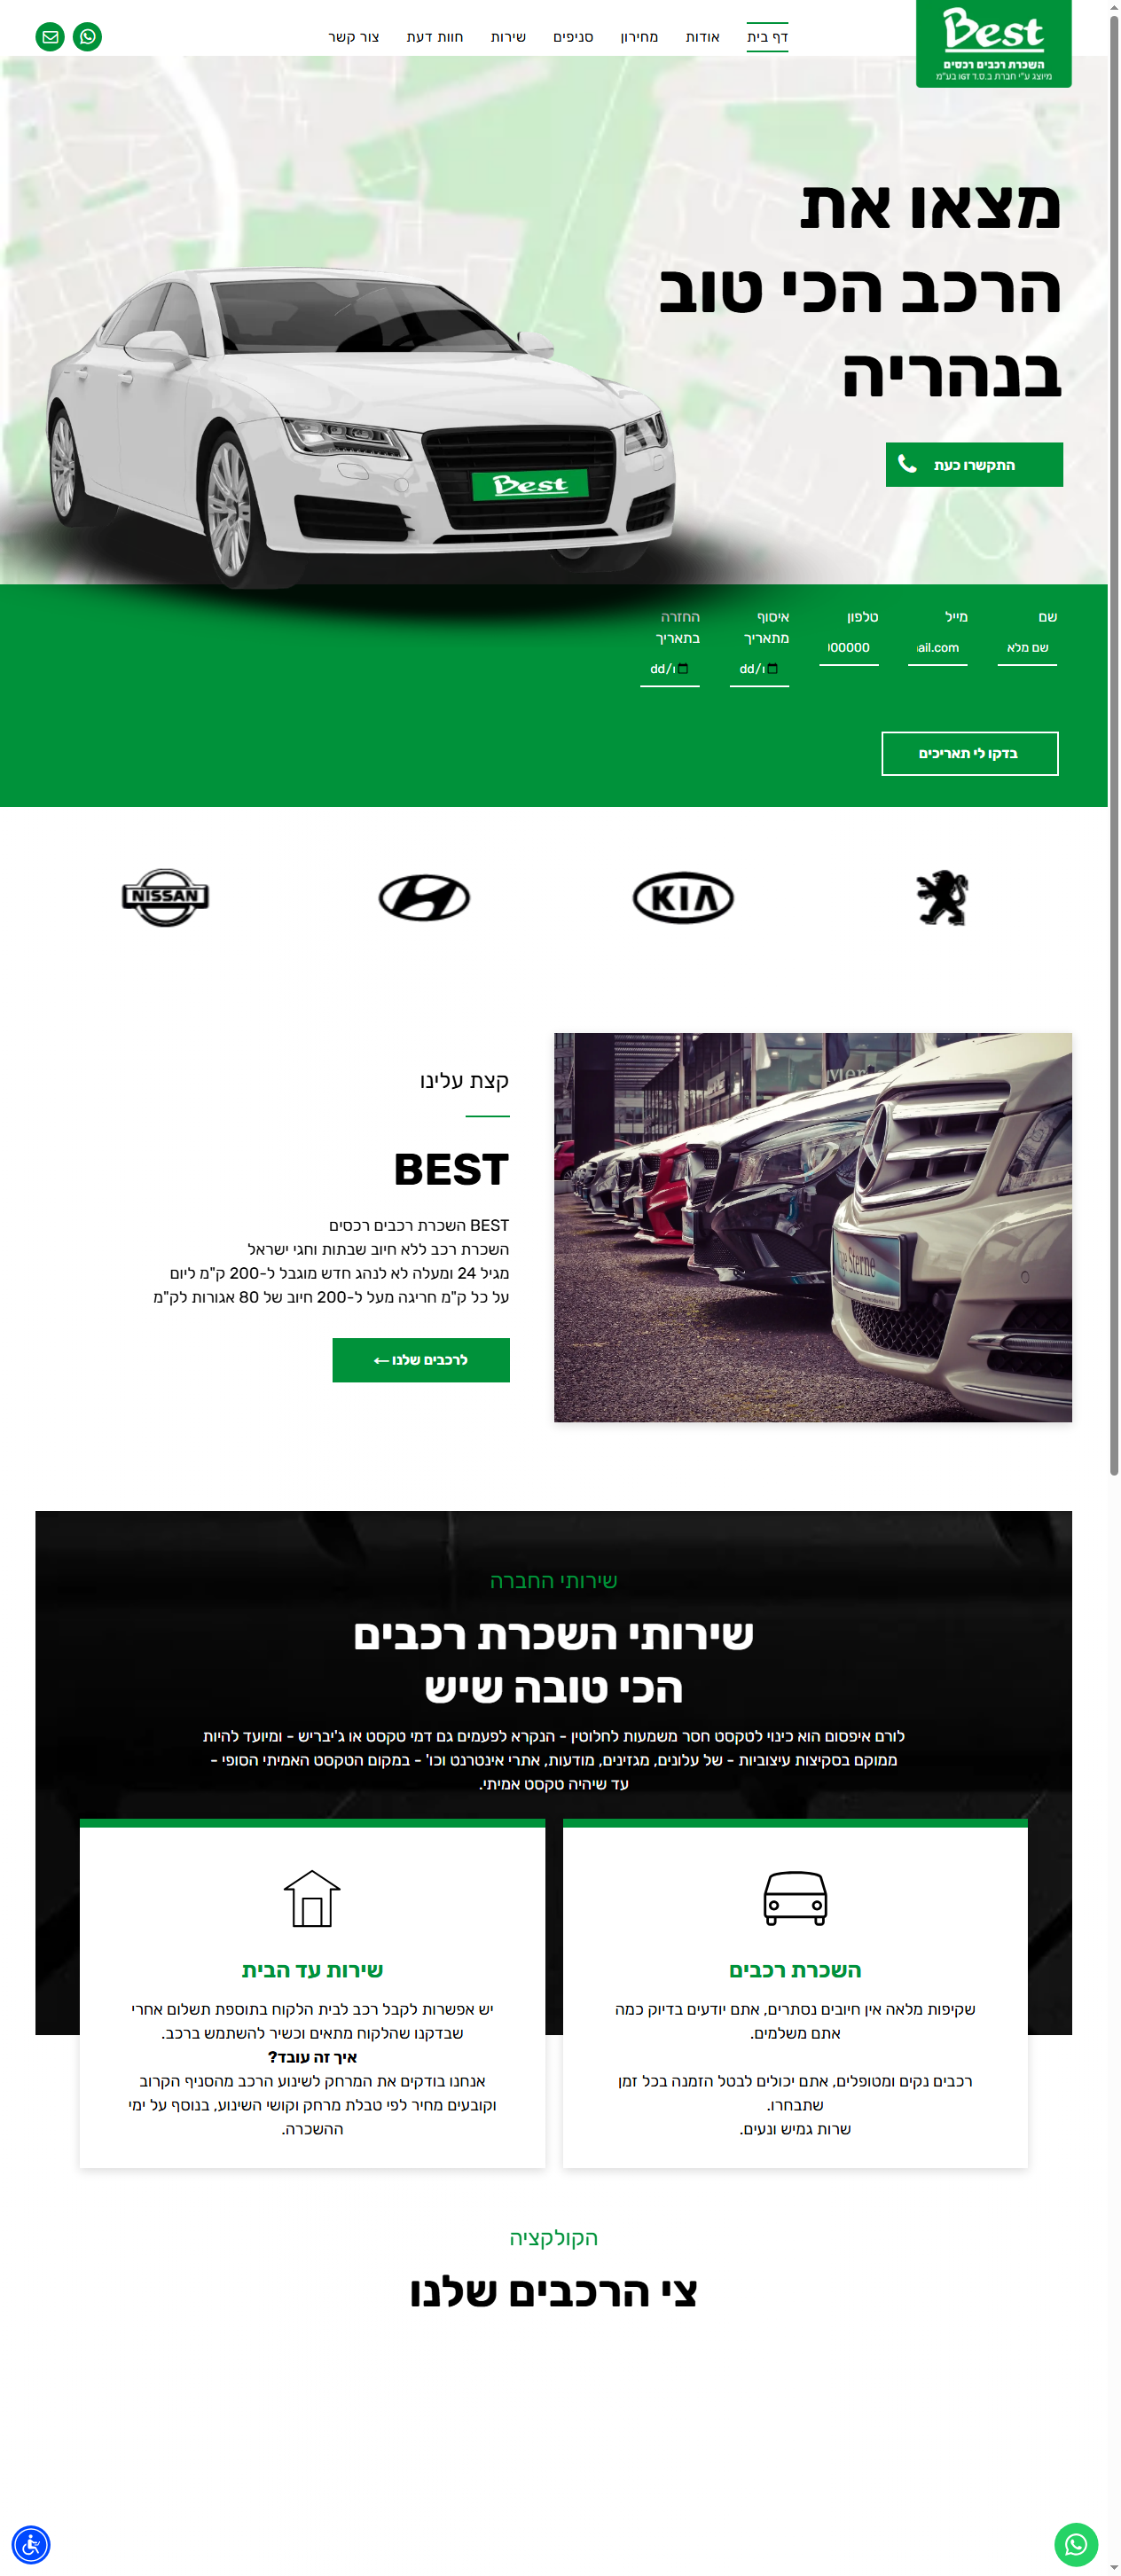 Best
השכרת רכבים רכסים
מיוצג ע"י חברת ב.ס.ד IGT בע"מ
דף בית
אודות
מחירון
סניפים
שירות
חוות דעת
צור קשר
מצאו את
הרכב הכי טוב
בנהריה
התקשרו כעת
Best
שם
שם מלא
מייל
ail.com
טלפון
000000
איסוף
מתאריך
dd/
החזרה
בתאריך
dd/
בדקו לי תאריכים
KIA
NISSAN
קצת עלינו
BEST
BEST השכרת רכבים רכסים
השכרת רכב ללא חיוב שבתות וחגי ישראל
מגיל 24 ומעלה לא לנהג חדש מוגבל ל-200 ק"מ ליום
על כל ק"מ חריגה מעל ל-200 חיוב של 80 אגורות לק"מ
לרכבים שלנו ←
Sterne
שירותי החברה
שירותי השכרת רכבים
הכי טובה שיש
לורם איפסום הוא כינוי לטקסט חסר משמעות לחלוטין - הנקרא לפעמים גם דמי טקסט או ג'יבריש - ומיועד להיות
ממוקם בסקיצות עיצוביות - של עלונים, מגזינים, מודעות, אתרי אינטרנט וכו' - במקום הטקסט האמיתי הסופי -
עד שיהיה טקסט אמיתי.
השכרת רכבים
שקיפות מלאה אין חיובים נסתרים, אתם יודעים בדיוק כמה
אתם משלמים.
רכבים נקים ומטופלים, אתם יכולים לבטל הזמנה בכל זמן
שתבחרו.
שרות גמיש ונעים.
שירות עד הבית
יש אפשרות לקבל רכב לבית הלקוח בתוספת תשלום אחרי
שבדקנו שהלקוח מתאים וכשיר להשתמש ברכב.
איך זה עובד?
אנחנו בודקים את המרחק לשינוע הרכב מהסניף הקרוב
וקובעים מחיר לפי טבלת מרחק וקושי השינוע, בנוסף על ימי
ההשכרה.
הקולקציה
צי הרכבים שלנו